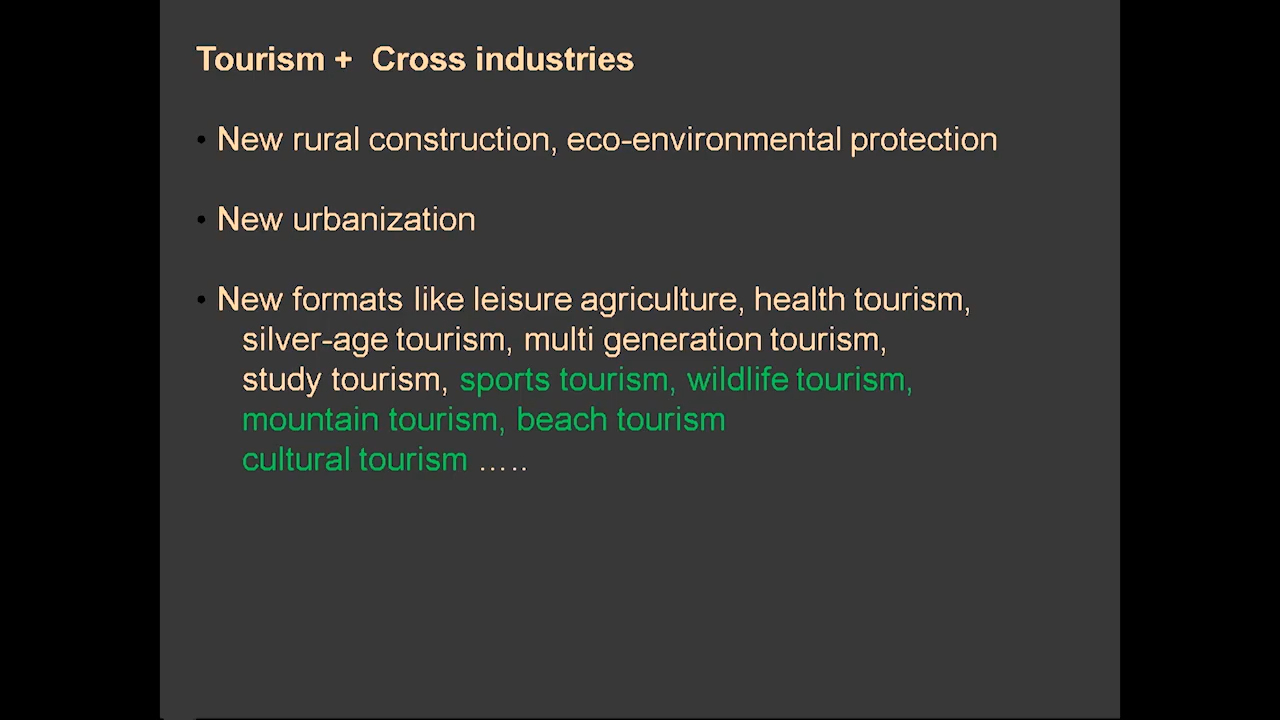 Tourism +  Cross industries
• New rural construction, eco-environmental protection
• New urbanization
• New formats like leisure agriculture, health tourism,
silver-age tourism, multi generation tourism,
study tourism, sports tourism, wildlife tourism,
mountain tourism, beach tourism
cultural tourism …..